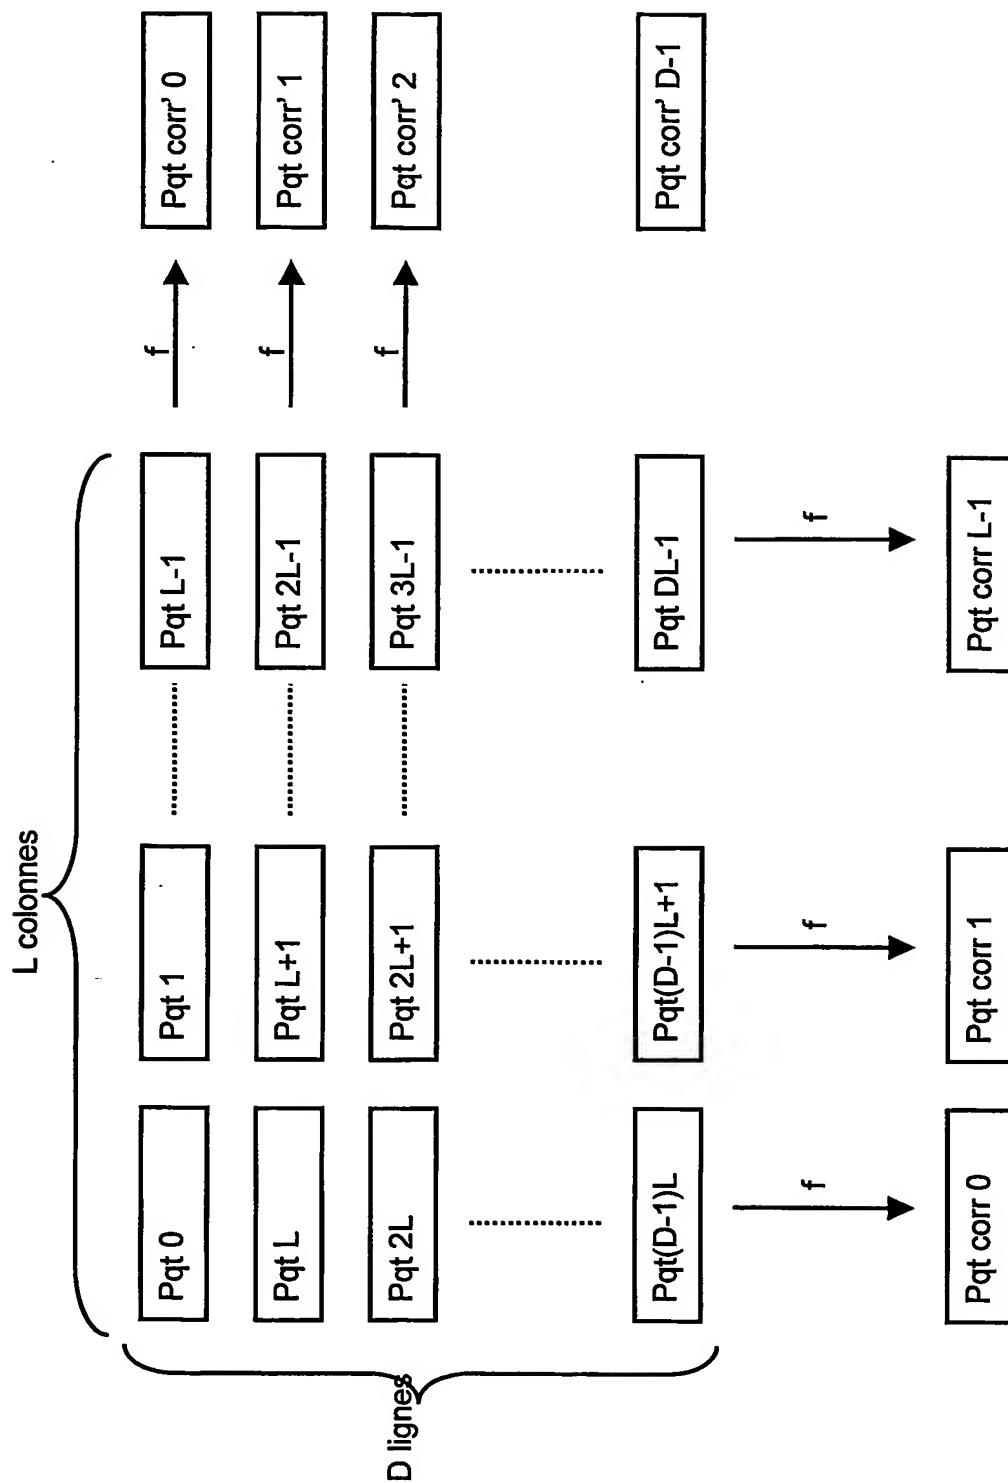 L colonnes
D lignes
Pqt 0
Pqt 1
Pqt L-1
f
Pqt corr' 0
Pqt L
Pqt L+1
Pqt 2L-1
f
Pqt corr' 1
Pqt 2L
Pqt 2L+1
Pqt 3L-1
f
Pqt corr' 2
Pqt(D-1)L
Pqt(D-1)L+1
Pqt DL-1
Pqt corr' D-1
f
f
f
Pqt corr 0
Pqt corr 1
Pqt corr L-1